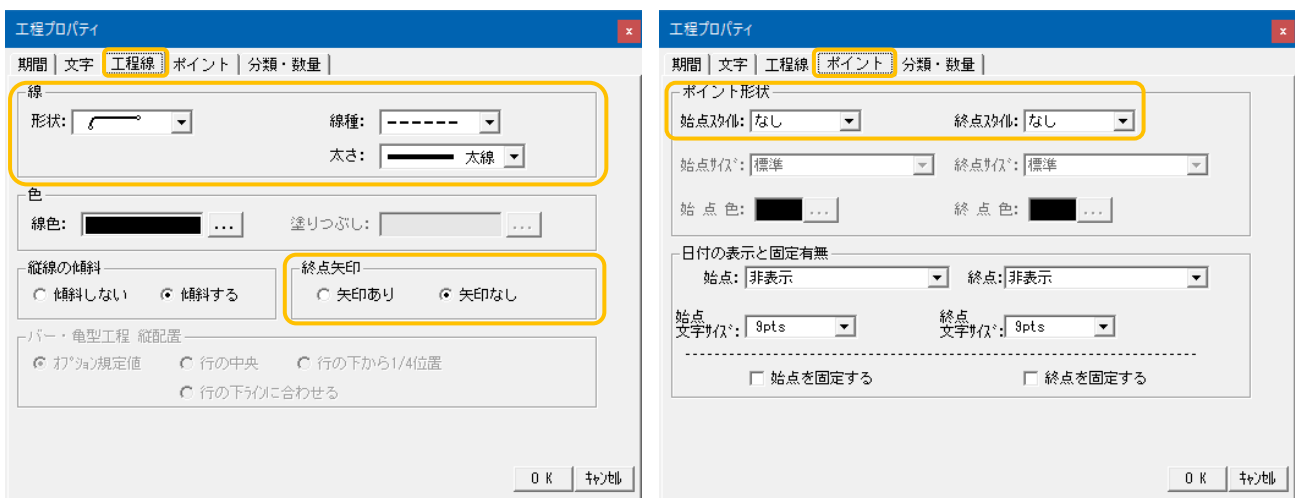 工程プロパティ
x
期間 文字 工程線 ポイント 分類・数量
線
形状:
線種:
太さ: 太線
色
線色: ...
塗りつぶし: ...
縦線の傾斜
傾斜しない 傾斜する
終点矢印
矢印あり 矢印なし
バー・亀型工程 縦配置
ｵﾌﾟｼｮﾝ規定値 行の中央 行の下から1/4位置
行の下ﾗｲﾝに合わせる
ＯＫ ｷｬﾝｾﾙ
工程プロパティ
x
期間 文字 工程線 ポイント 分類・数量
ポイント形状
始点ｽﾀｲﾙ: なし 終点ｽﾀｲﾙ: なし
始点ｻｲｽﾞ: 標準 終点ｻｲｽﾞ: 標準
始 点 色: ... 終 点 色: ...
日付の表示と固定有無
始点: 非表示 終点: 非表示
始点
文字ｻｲｽﾞ: 9pts
終点
文字ｻｲｽﾞ: 9pts
始点を固定する 終点を固定する
ＯＫ ｷｬﾝｾﾙ